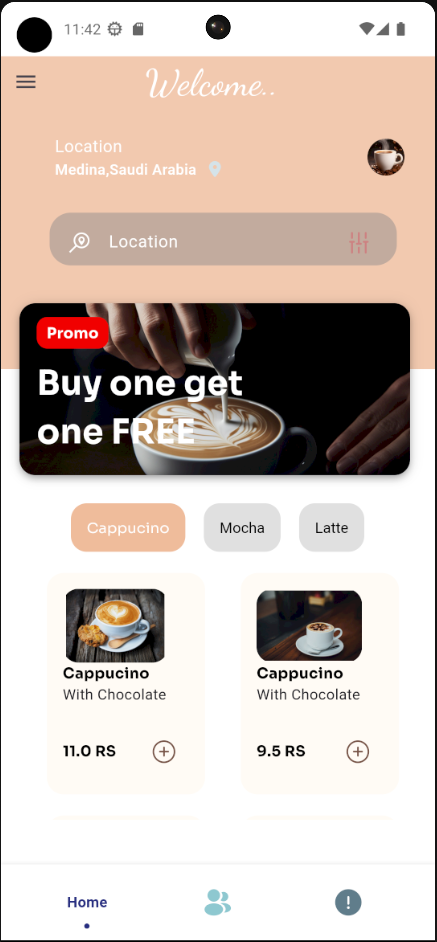 11:42
Welcome..
Location
Medina,Saudi Arabia
Location
Promo
Buy one get
one FREE
Cappucino
Mocha
Latte
Cappucino
With Chocolate
11.0 RS
Cappucino
With Chocolate
9.5 RS
Home